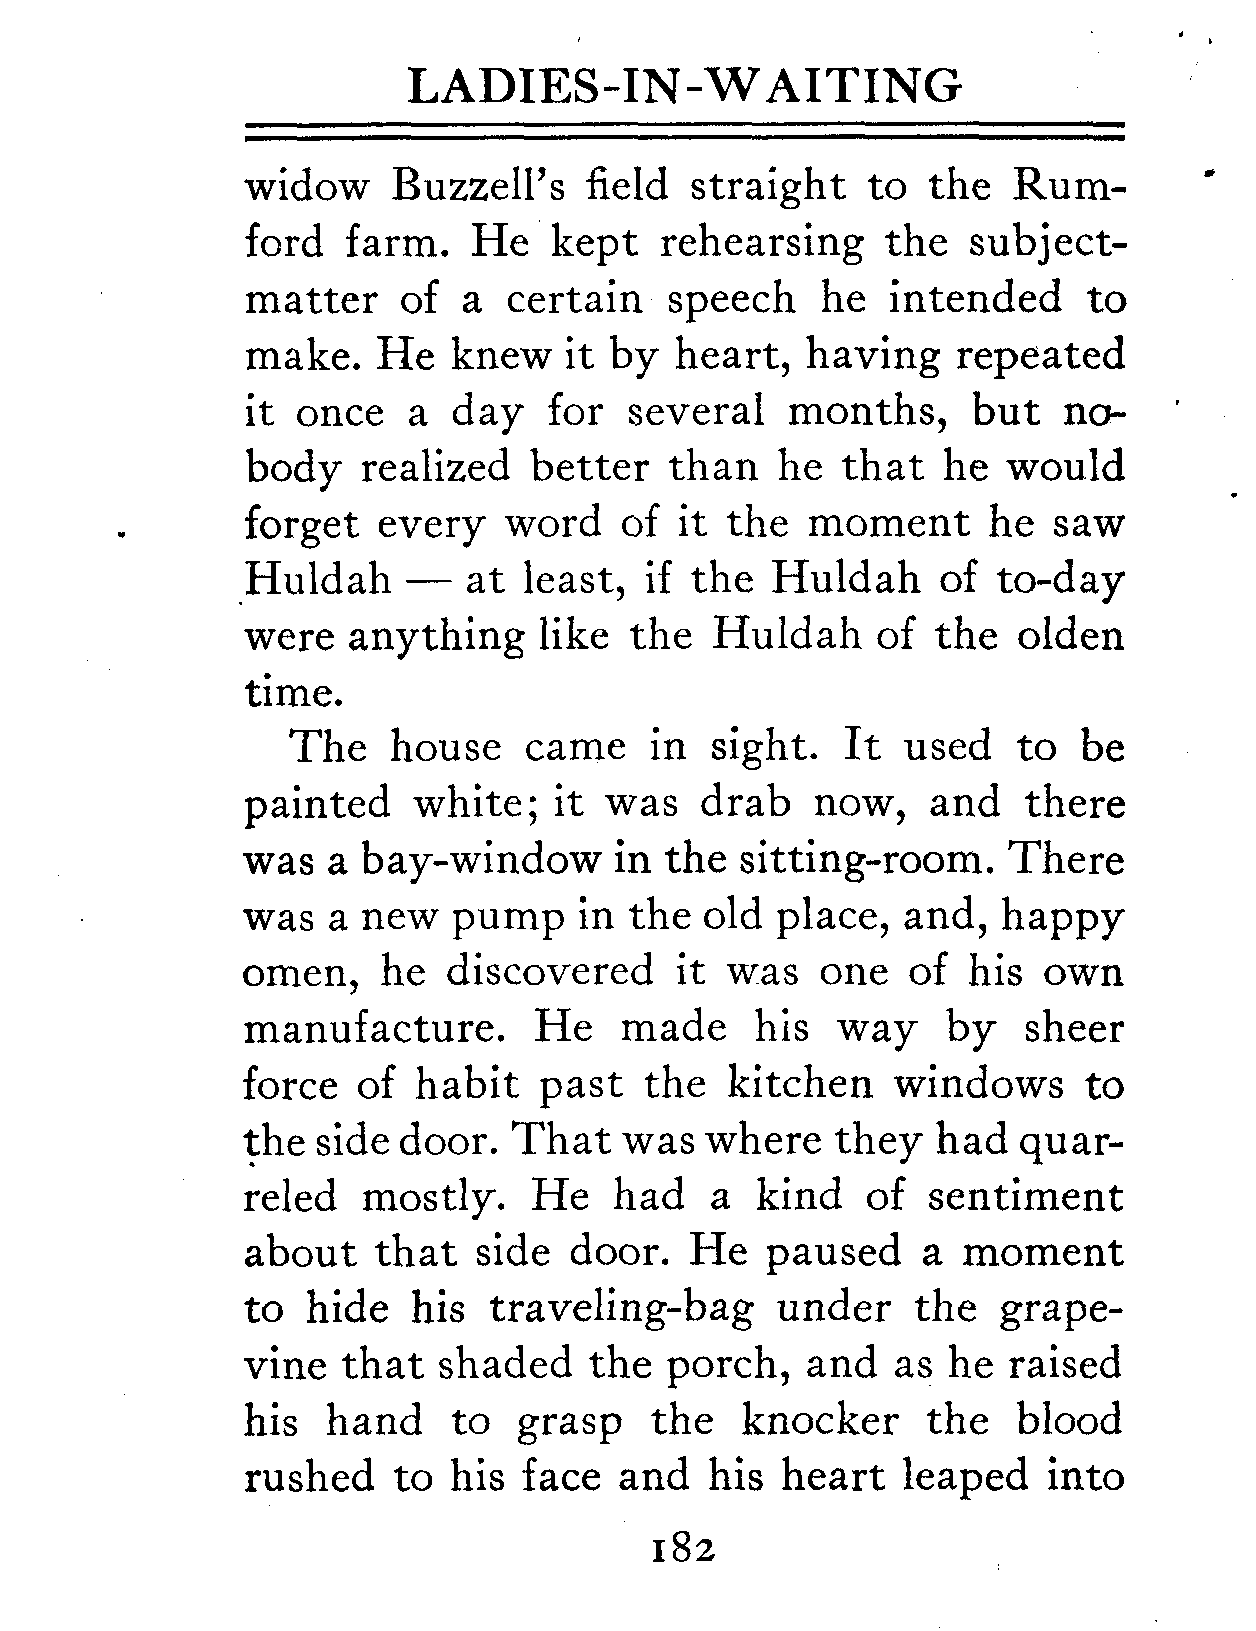 LADIES-IN-WAITING
widow Buzzell's field straight to the Rum-
ford farm. He kept rehearsing the subject-
matter of a certain speech he intended to
make. He knew it by heart, having repeated
it once a day for several months, but no-
body realized better than he that he would
forget every word of it the moment he saw
Huldah — at least, if the Huldah of to-day
were anything like the Huldah of the olden
time.
The house came in sight. It used to be
painted white; it was drab now, and there
was a bay-window in the sitting-room. There
was a new pump in the old place, and, happy
omen, he discovered it was one of his own
manufacture. He made his way by sheer
force of habit past the kitchen windows to
the side door. That was where they had quar-
reled mostly. He had a kind of sentiment
about that side door. He paused a moment
to hide his traveling-bag under the grape-
vine that shaded the porch, and as he raised
his hand to grasp the knocker the blood
rushed to his face and his heart leaped into
182